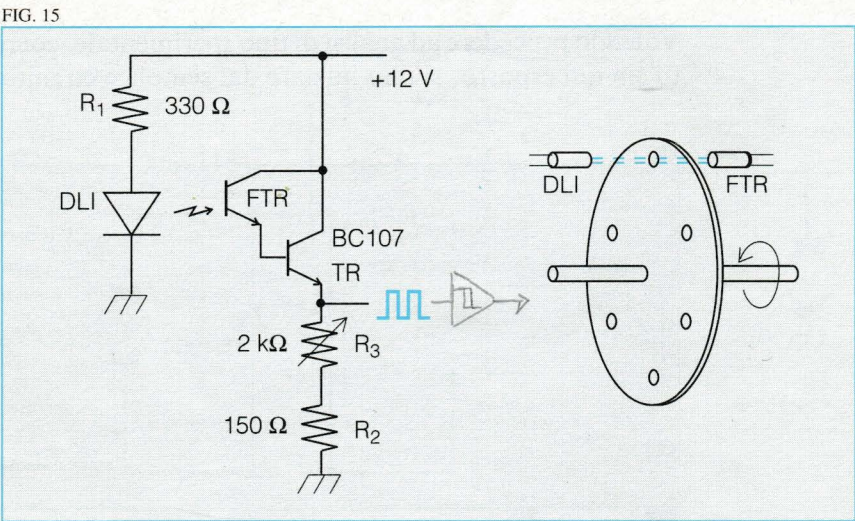 FIG. 15
+12 V
R₁ 330 Ω
DLI
FTR
BC107
TR
2 kΩ R₃
150 Ω R₂
DLI
FTR